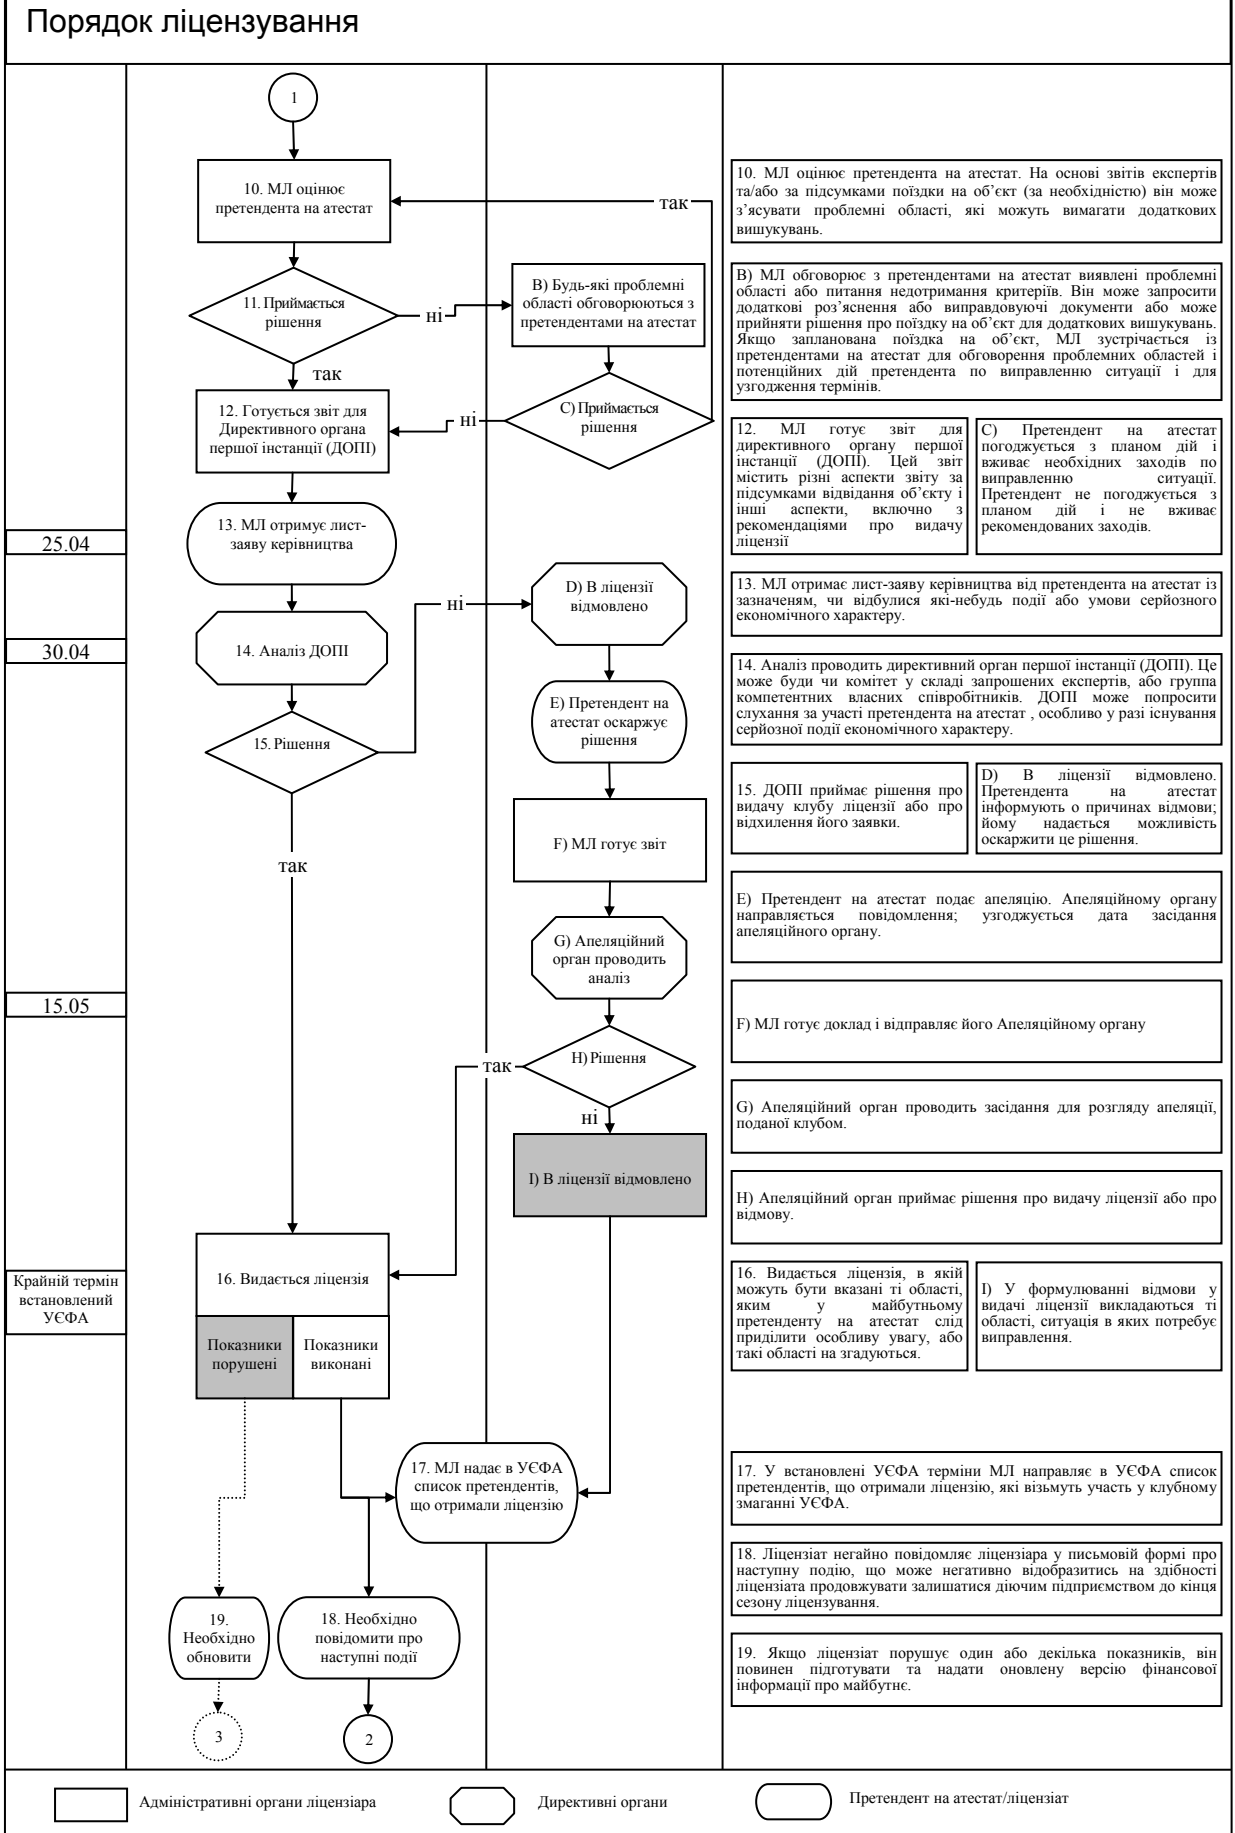 Порядок ліцензування
1
10. МЛ оцінює
претендента на атестат
так
11. Приймається
рішення
ні
В) Будь-які проблемні
області обговорюються з
претендентами на атестат
так
12. Готується звіт для
Директивного органа
першої інстанції (ДОПІ)
ні
С) Приймається
рішення
13. МЛ отримує лист-
заяву керівництва
25.04
ні
D) В ліцензії
відмовлено
14. Аналіз ДОПІ
30.04
Е) Претендент на
атестат оскаржує
рішення
15. Рішення
F) МЛ готує звіт
так
G) Апеляційний
орган проводить
аналіз
15.05
так
Н) Рішення
ні
I) В ліцензії відмовлено
16. Видається ліцензія
Крайній термін
встановлений
УЄФА
Показники
порушені
Показники
виконані
17. МЛ надає в УЄФА
список претендентів,
що отримали ліцензію
19.
Необхідно
обновити
18. Необхідно
повідомити про
наступні події
3
2
10. МЛ оцінює претендента на атестат. На основі звітів експертів
та/або за підсумками поїздки на об’єкт (за необхідністю) він може
з’ясувати проблемні області, які можуть вимагати додаткових
вишукувань.
В) МЛ обговорює з претендентами на атестат виявлені проблемні
області або питання недотримання критеріїв. Він може запросити
додаткові роз’яснення або виправдовуючі документи або може
прийняти рішення про поїздку на об’єкт для додаткових вишукувань.
Якщо запланована поїздка на об’єкт, МЛ зустрічається із
претендентами на атестат для обговорення проблемних областей і
потенційних дій претендента по виправленню ситуації і для
узгодження термінів.
12. МЛ готує звіт для
директивного органу першої
інстанції (ДОПІ). Цей звіт
містить різні аспекти звіту за
підсумками відвідання об’єкту і
інші аспекти, включно з
рекомендаціями про видачу
ліцензії
С) Претендент на атестат
погоджується з планом дій і
вживає необхідних заходів по
виправленню ситуації.
Претендент не погоджується з
планом дій і не вживає
рекомендованих заходів.
13. МЛ отримає лист-заяву керівництва від претендента на атестат із
зазначеням, чи відбулися які-небудь події або умови серйозного
економічного характеру.
14. Аналіз проводить директивний орган першої інстанції (ДОПІ). Це
може буди чи комітет у складі запрошених експертів, або группа
компетентних власних співробітників. ДОПІ може попросити
слухання за участі претендента на атестат , особливо у разі існування
серйозної події економічного характеру.
15. ДОПІ приймає рішення про
видачу клубу ліцензії або про
відхилення його заявки.
D) В ліцензії відмовлено.
Претендента на атестат
інформують о причинах відмови;
йому надається можливість
оскаржити це рішення.
Е) Претендент на атестат подає апеляцію. Апеляційному органу
направляється повідомлення; узгоджується дата засідання
апеляційного органу.
F) МЛ готує доклад і відправляє його Апеляційному органу
G) Апеляційний орган проводить засідання для розгляду апеляції,
поданої клубом.
Н) Апеляційний орган приймає рішення про видачу ліцензії або про
відмову.
16. Видається ліцензія, в якій
можуть бути вказані ті області,
яким у майбутньому
претенденту на атестат слід
приділити особливу увагу, або
такі області на згадуються.
I) У формулюванні відмови у
видачі ліцензії викладаються ті
області, ситуація в яких потребує
виправлення.
17. У встановлені УЄФА терміни МЛ направляє в УЄФА список
претендентів, що отримали ліцензію, які візьмуть участь у клубному
змаганні УЄФА.
18. Ліцензіат негайно повідомляє ліцензіара у письмовій формі про
наступну подію, що може негативно відобразитись на здібності
ліцензіата продовжувати залишатися діючим підприємством до кінця
сезону ліцензування.
19. Якщо ліцензіат порушує один або декілька показників, він
повинен підготувати та надати оновлену версію фінансової
інформації про майбутнє.
Адміністративні органи ліцензіара
Директивні органи
Претендент на атестат/ліцензіат